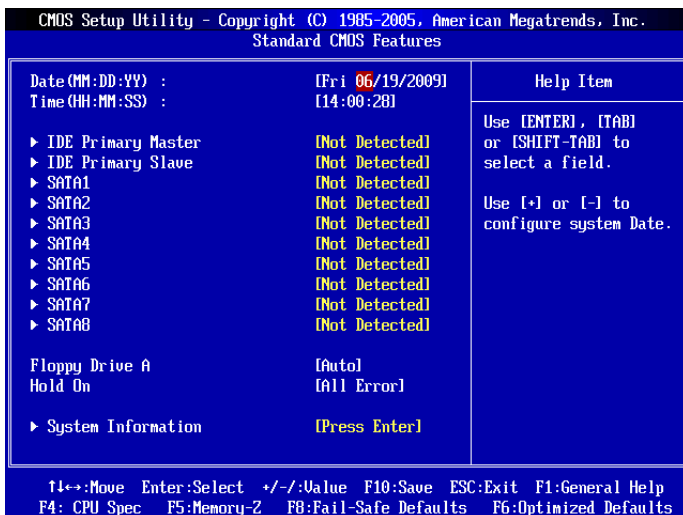 CMOS Setup Utility - Copyright (C) 1985-2005, American Megatrends, Inc.
Standard CMOS Features
Date(MM:DD:YY) : [Fri 06/19/2009]
Time(HH:MM:SS) : [14:00:28]
▶ IDE Primary Master [Not Detected]
▶ IDE Primary Slave [Not Detected]
▶ SATA1 [Not Detected]
▶ SATA2 [Not Detected]
▶ SATA3 [Not Detected]
▶ SATA4 [Not Detected]
▶ SATA5 [Not Detected]
▶ SATA6 [Not Detected]
▶ SATA7 [Not Detected]
▶ SATA8 [Not Detected]
Floppy Drive A [Auto]
Hold On [All Error]
▶ System Information [Press Enter]
Help Item
Use [ENTER], [TAB]
or [SHIFT-TAB] to
select a field.
Use [+] or [-] to
configure system Date.
↑↓←→:Move Enter:Select +/-/:Value F10:Save ESC:Exit F1:General Help
F4: CPU Spec F5:Memory-Z F8:Fail-Safe Defaults F6:Optimized Defaults